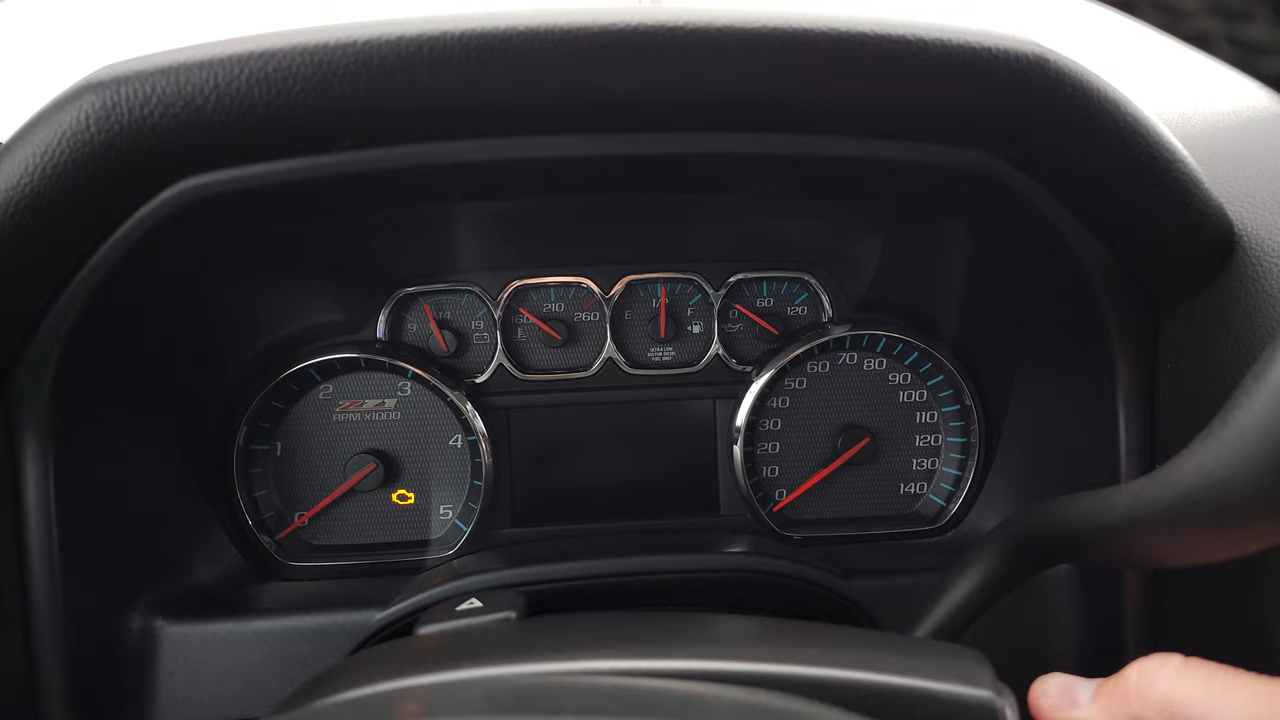 9 14 19
160 210 260
E 1/2 F
ULTRA LOW
SULFUR DIESEL
FUEL ONLY
0 60 120
Z71
RPM X1000
0 1 2 3 4 5
0 10 20 30 40 50 60 70 80 90 100 110 120 130 140